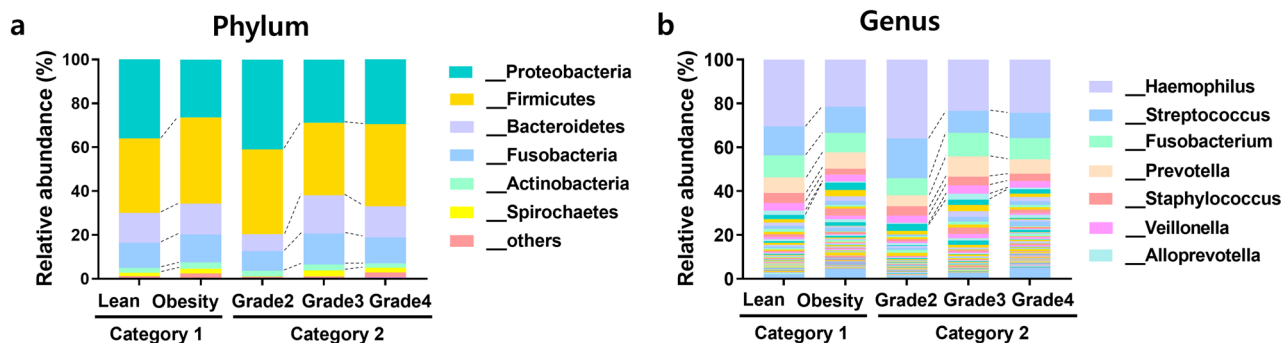 a
Phylum
Relative abundance (%)
100
80
60
40
20
0
Lean
Obesity
Grade2
Grade3
Grade4
Category 1
Category 2
__Proteobacteria
__Firmicutes
__Bacteroidetes
__Fusobacteria
__Actinobacteria
__Spirochaetes
__others
b
Genus
Relative abundance (%)
100
80
60
40
20
0
Lean
Obesity
Grade2
Grade3
Grade4
Category 1
Category 2
__Haemophilus
__Streptococcus
__Fusobacterium
__Prevotella
__Staphylococcus
__Veillonella
__Alloprevotella